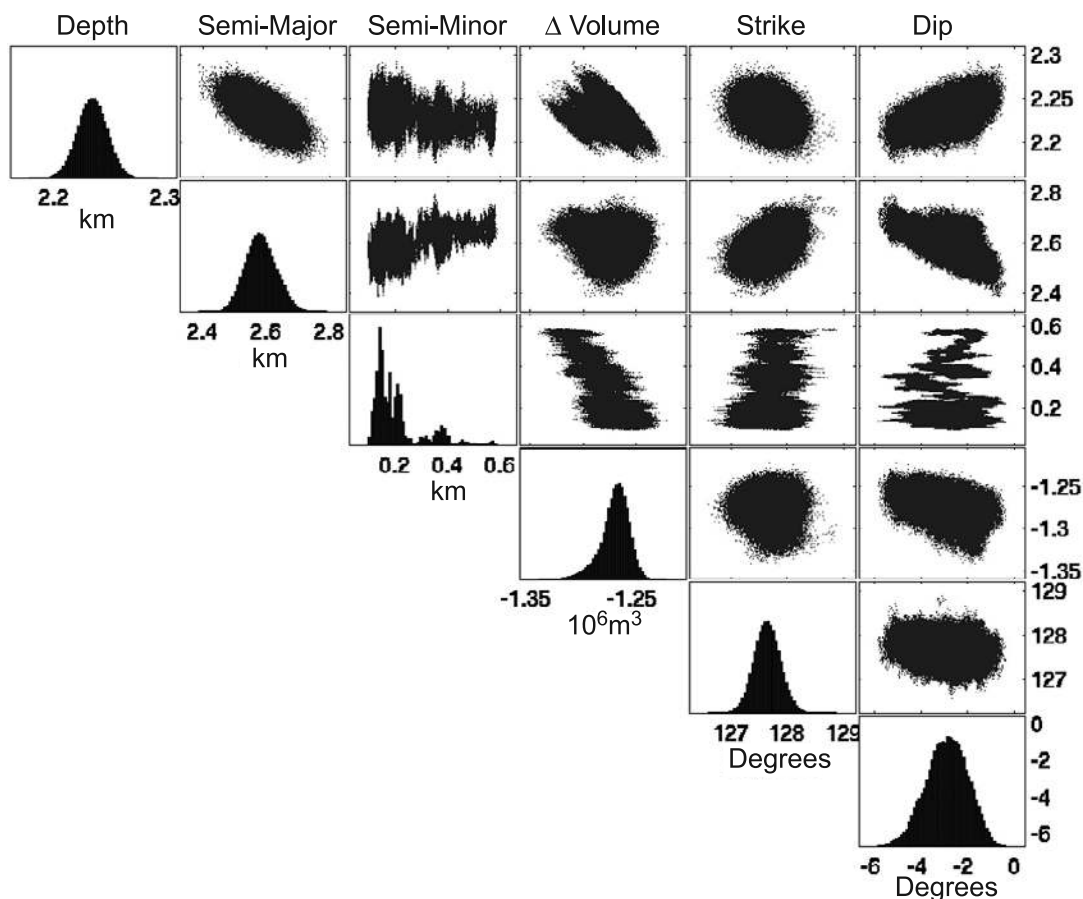 Depth Semi-Major Semi-Minor Δ Volume Strike Dip
2.3
2.25
2.2
2.2 2.3
km
2.8
2.6
2.4
2.4 2.6 2.8
km
0.6
0.4
0.2
0.2 0.4 0.6
km
-1.25
-1.3
-1.35
-1.35 -1.25
10⁶m³
129
128
127
127 128 129
Degrees
0
-2
-4
-6
-6 -4 -2 0
Degrees